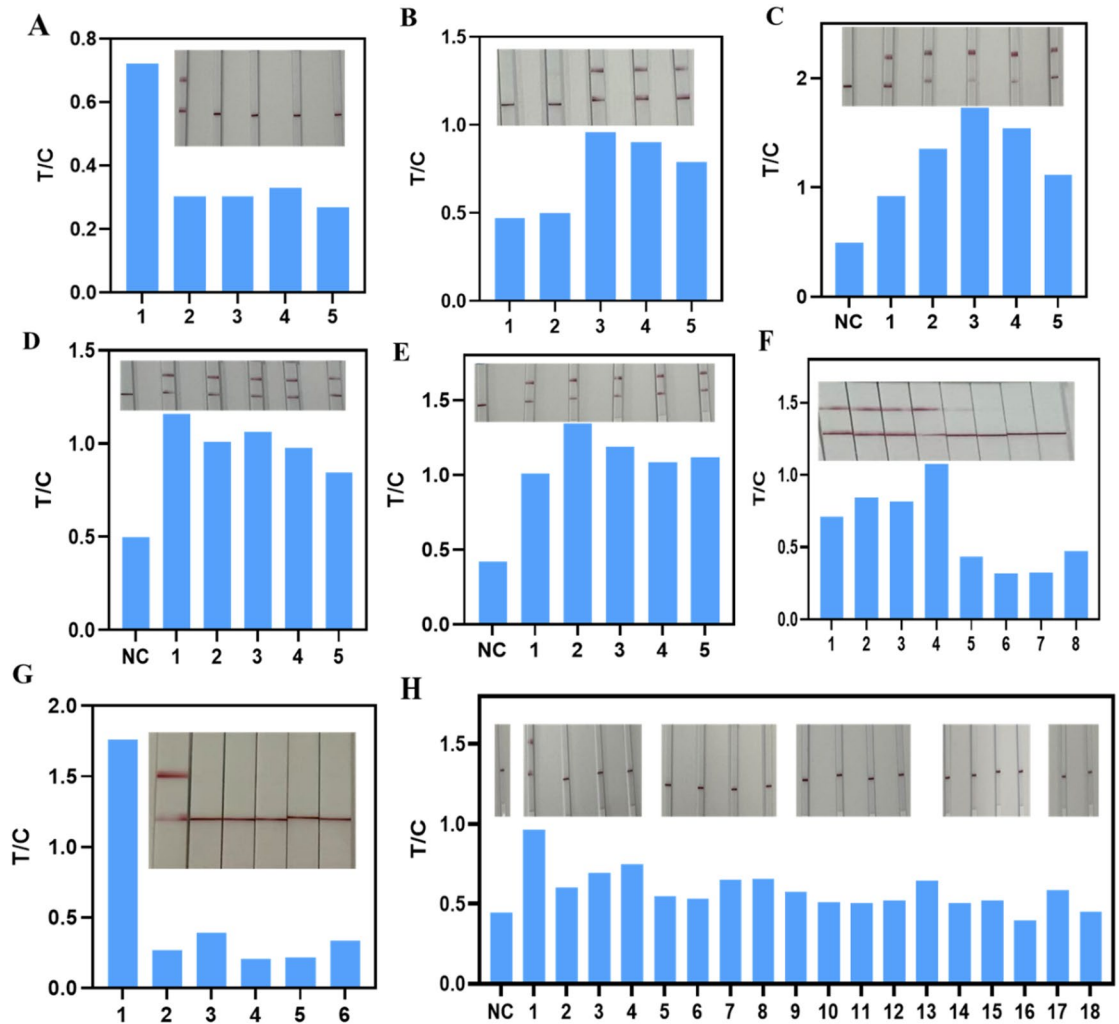 A
T/C
0.8
0.6
0.4
0.2
0.0
1 2 3 4 5
B
T/C
1.5
1.0
0.5
0.0
1 2 3 4 5
C
T/C
2
1
0
NC 1 2 3 4 5
D
T/C
1.5
1.0
0.5
0.0
NC 1 2 3 4 5
E
T/C
1.5
1.0
0.5
0.0
NC 1 2 3 4 5
F
T/C
1.5
1.0
0.5
0.0
1 2 3 4 5 6 7 8
G
T/C
2.0
1.5
1.0
0.5
0.0
1 2 3 4 5 6
H
T/C
1.5
1.0
0.5
0.0
NC 1 2 3 4 5 6 7 8 9 10 11 12 13 14 15 16 17 18